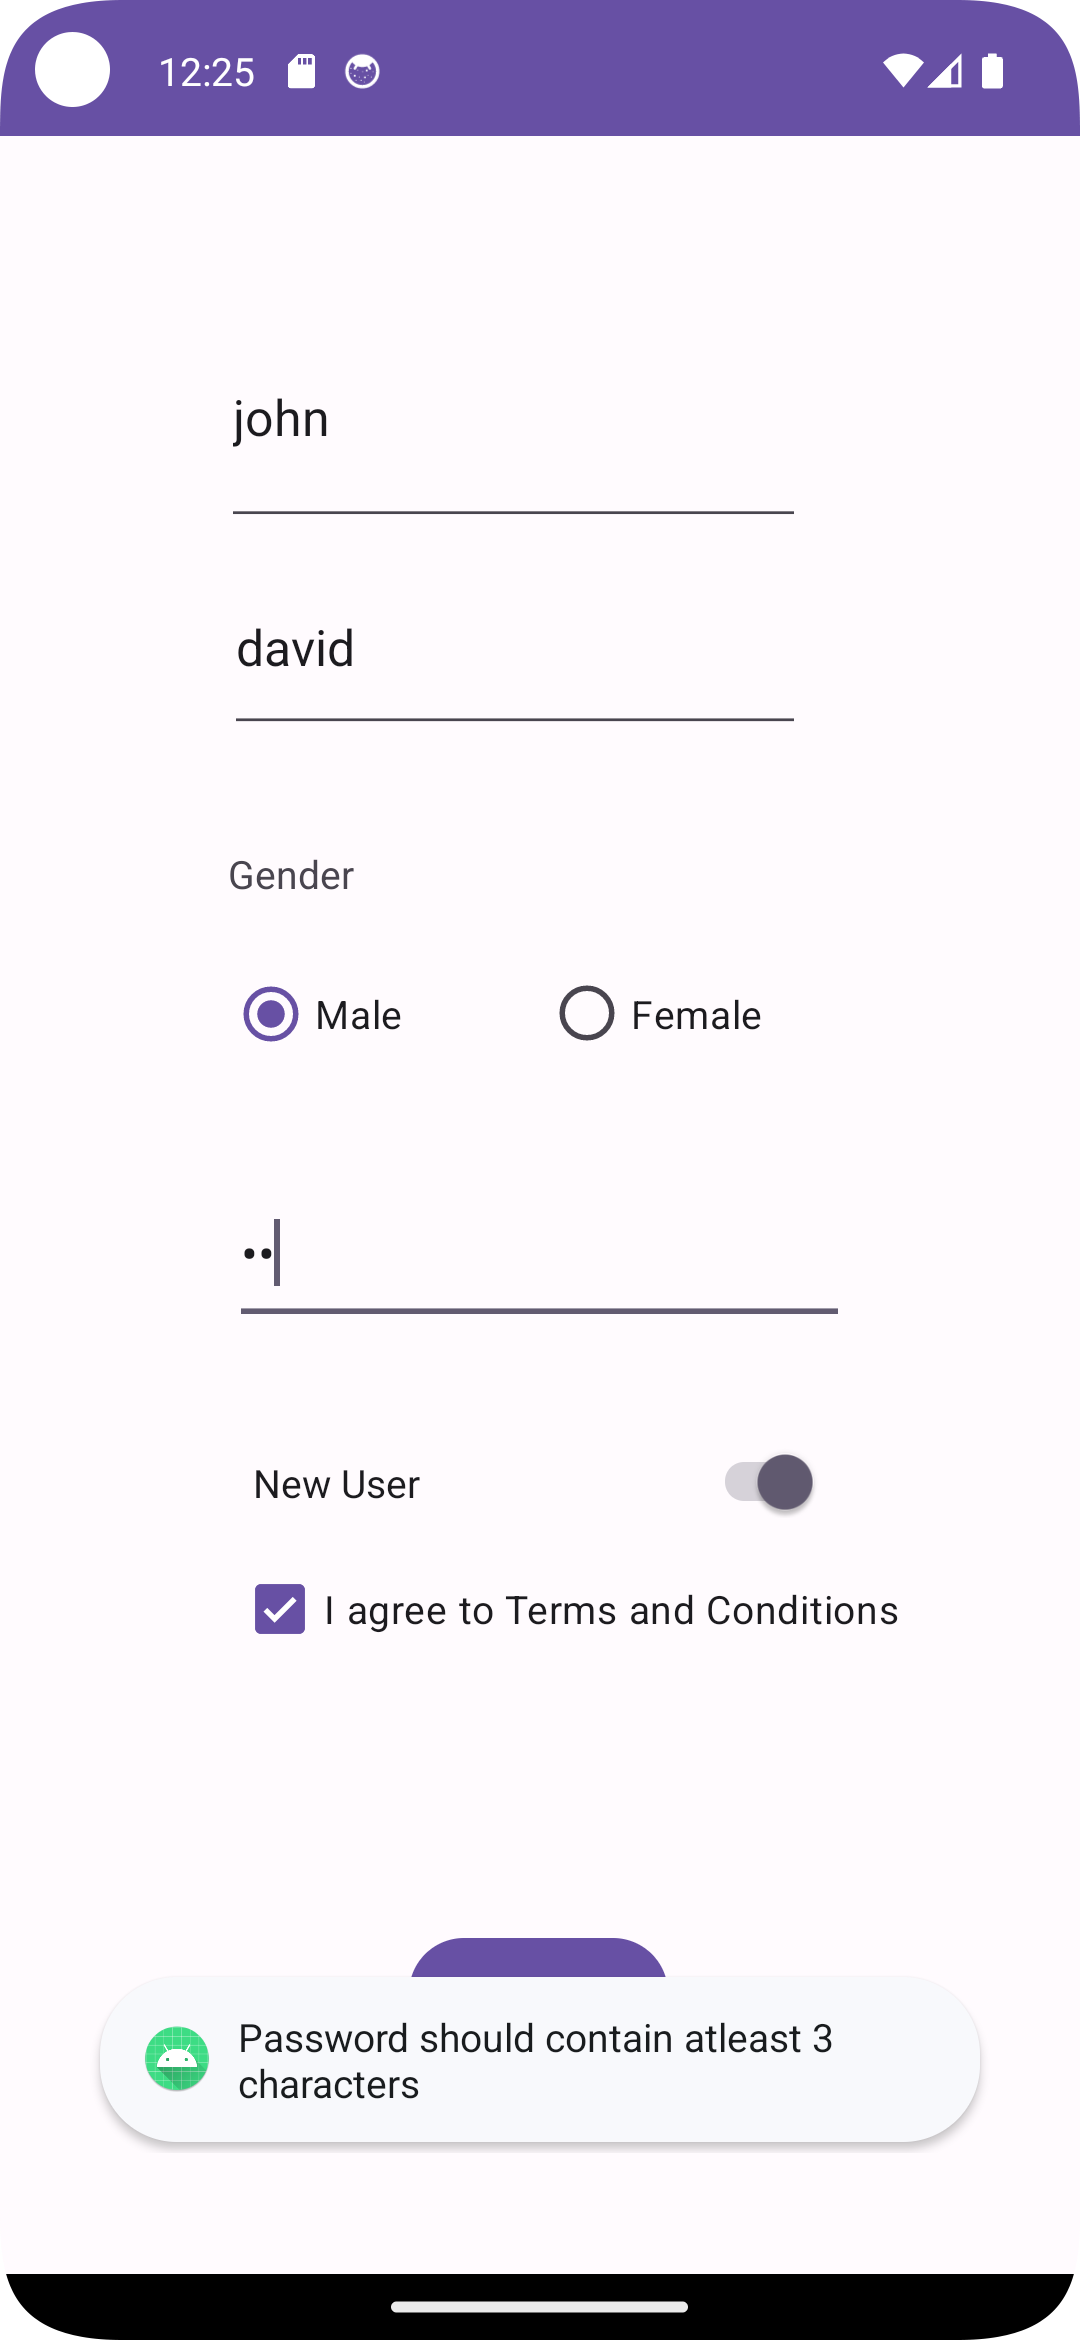 12:25
john
david
Gender
Male Female
••
New User
I agree to Terms and Conditions
Password should contain atleast 3
characters